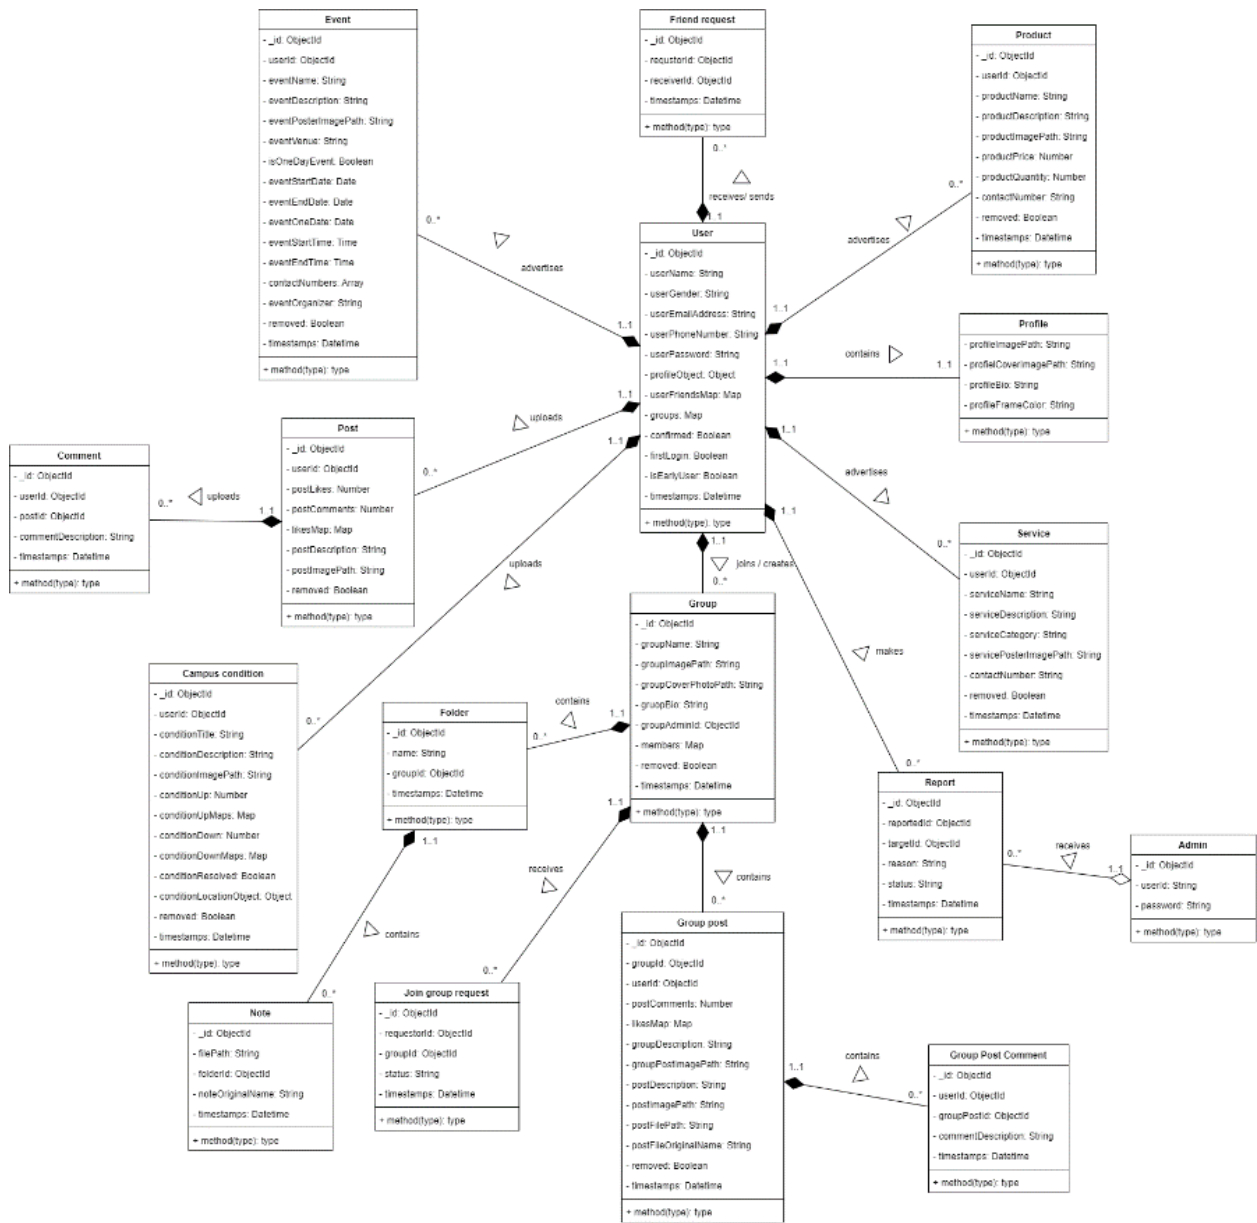 Event
- _id: ObjectId
- userId: ObjectId
- eventName: String
- eventDescription: String
- eventPosterImagePath: String
- eventVenue: String
- isOneDayEvent: Boolean
- eventStartDate: Date
- eventEndDate: Date
- eventOneDate: Date
- eventStartTime: Time
- eventEndTime: Time
- contactNumbers: Array
- eventOrganizer: String
- removed: Boolean
- timestamps: Datetime
+ method(type): type
0..*
advertises
1..1
Friend request
- _id: ObjectId
- requstorId: ObjectId
- receiverId: ObjectId
- timestamps: Datetime
+ method(type): type
0..*
receives/ sends
1..1
Product
- _id: ObjectId
- userId: ObjectId
- productName: String
- productDescription: String
- productImagePath: String
- productPrice: Number
- productQuantity: Number
- contactNumber: String
- removed: Boolean
- timestamps: Datetime
+ method(type): type
0..*
advertises
1..1
User
- _id: ObjectId
- userName: String
- userGender: String
- userEmailAddress: String
- userPhoneNumber: String
- userPassword: String
- profileObject: Object
- userFriendsMap: Map
- groups: Map
- confirmed: Boolean
- firstLogin: Boolean
- isEarlyUser: Boolean
- timestamps: Datetime
+ method(type): type
contains
1..1
1..1
Profile
- profileImagePath: String
- profielCoverImagePath: String
- profileBio: String
- profileFrameColor: String
+ method(type): type
1..1
uploads
0..*
Post
- _id: ObjectId
- userId: ObjectId
- postLikes: Number
- postComments: Number
- likesMap: Map
- postDescription: String
- postImagePath: String
- removed: Boolean
+ method(type): type
Comment
- _id: ObjectId
- userId: ObjectId
- postId: ObjectId
- commentDescription: String
- timestamps: Datetime
+ method(type): type
0..*
uploads
1..1
1..1
uploads
0..*
Campus condition
- _id: ObjectId
- userId: ObjectId
- conditionTitle: String
- conditionDescription: String
- conditionImagePath: String
- conditionUp: Number
- conditionUpMaps: Map
- conditionDown: Number
- conditionDownMaps: Map
- conditionResolved: Boolean
- conditionLocationObject: Object
- removed: Boolean
- timestamps: Datetime
+ method(type): type
1..1
advertises
0..*
Service
- _id: ObjectId
- userId: ObjectId
- serviceName: String
- serviceDescription: String
- serviceCategory: String
- servicePosterImagePath: String
- contactNumber: String
- removed: Boolean
- timestamps: Datetime
+ method(type): type
1..1
joins / creates
0..*
Group
- _id: ObjectId
- groupName: String
- groupImagePath: String
- groupCoverPhotoPath: String
- gruopBio: String
- groupAdminId: ObjectId
- members: Map
- removed: Boolean
- timestamps: Datetime
+ method(type): type
1..1
makes
0..*
Report
- _id: ObjectId
- reportedId: ObjectId
- targetId: ObjectId
- reason: String
- status: String
- timestamps: Datetime
+ method(type): type
0..*
receives
1..1
Admin
- _id: ObjectId
- userId: String
- password: String
+ method(type): type
contains
1..1
0..*
Folder
- _id: ObjectId
- name: String
- groupId: ObjectId
- timestamps: Datetime
+ method(type): type
1..1
contains
0..*
Note
- _id: ObjectId
- filePath: String
- folderId: ObjectId
- noteOriginalName: String
- timestamps: Datetime
+ method(type): type
1..1
receives
0..*
Join group request
- _id: ObjectId
- requestorId: ObjectId
- groupId: ObjectId
- status: String
- timestamps: Datetime
+ method(type): type
1..1
contains
0..*
Group post
- _id: ObjectId
- groupId: ObjectId
- userId: ObjectId
- postComments: Number
- likesMap: Map
- groupDescription: String
- groupPostImagePath: String
- postDescription: String
- postImagePath: String
- postFilePath: String
- postFileOriginalName: String
- removed: Boolean
- timestamps: Datetime
+ method(type): type
1..1
contains
0..*
Group Post Comment
- _id: ObjectId
- userId: ObjectId
- groupPostId: ObjectId
- commentDescription: String
- timestamps: Datetime
+ method(type): type